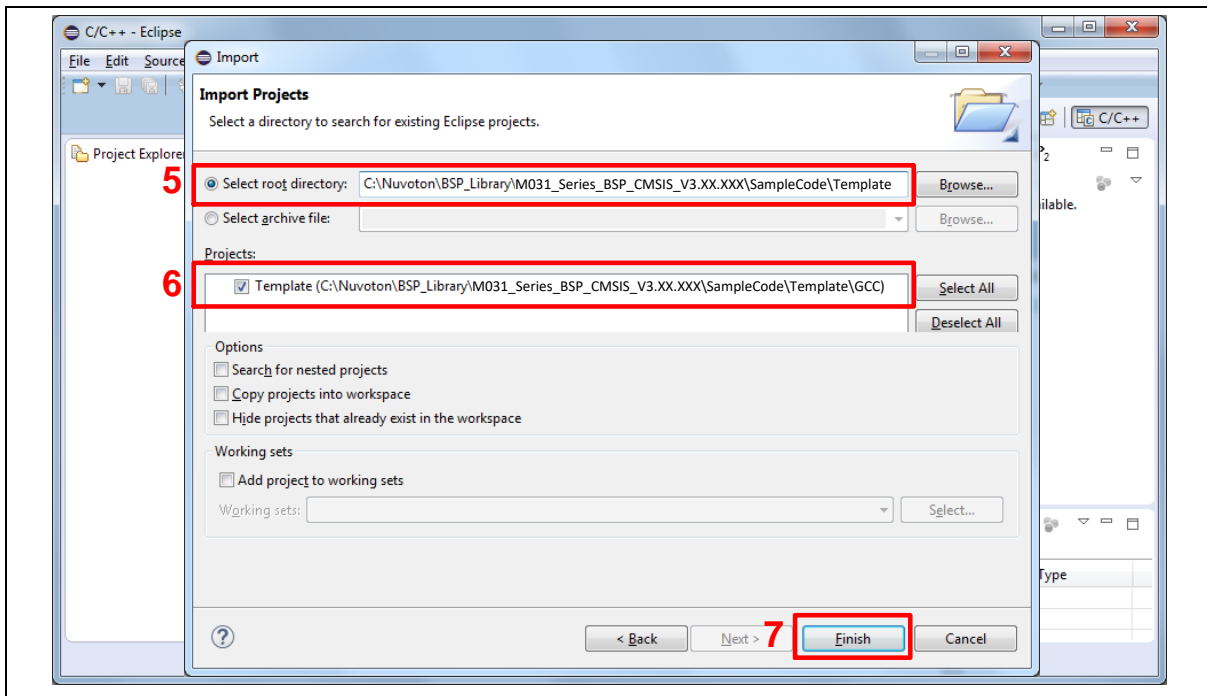 C/C++ - Eclipse
File Edit Source
Import
Import Projects
Select a directory to search for existing Eclipse projects.
C/C++
Project Explorer
5 Select root directory: C:\Nuvoton\BSP_Library\M031_Series_BSP_CMSIS_V3.XX.XXX\SampleCode\Template Browse...
Select archive file: Browse...
ilable.
Projects:
6 Template (C:\Nuvoton\BSP_Library\M031_Series_BSP_CMSIS_V3.XX.XXX\SampleCode\Template\GCC) Select All
Deselect All
Options
Search for nested projects
Copy projects into workspace
Hide projects that already exist in the workspace
Working sets
Add project to working sets
Working sets: Select...
Type
< Back Next > 7 Finish Cancel